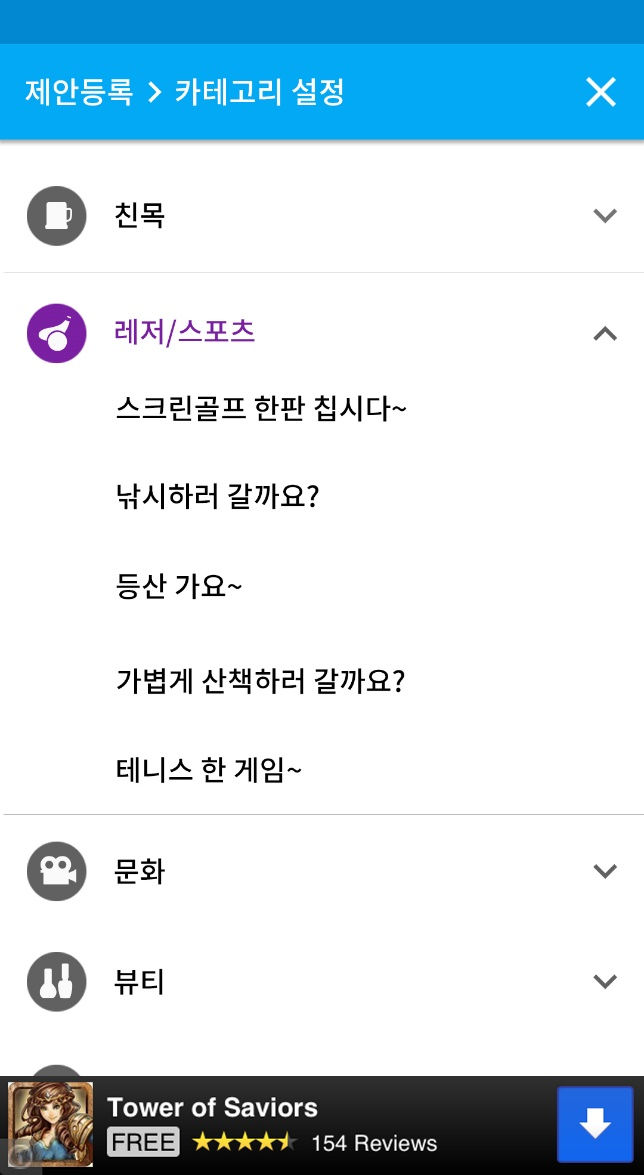 제안등록 > 카테고리 설정
친목
레저/스포츠
스크린골프 한판 칩시다~
낚시하러 갈까요?
등산 가요~
가볍게 산책하러 갈까요?
테니스 한 게임~
문화
뷰티
Tower of Saviors
FREE 154 Reviews